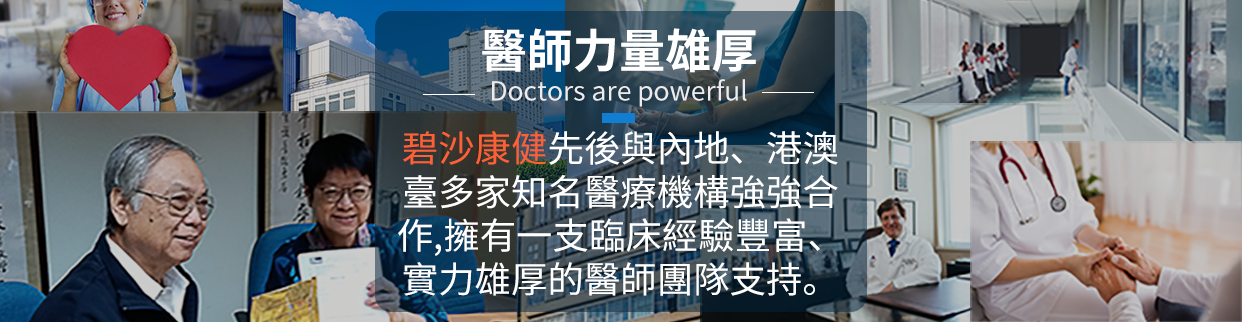 醫師力量雄厚
Doctors are powerful
碧沙康健先後與內地、港澳
臺多家知名醫療機構強強合
作,擁有一支臨床經驗豐富、
實力雄厚的醫師團隊支持。